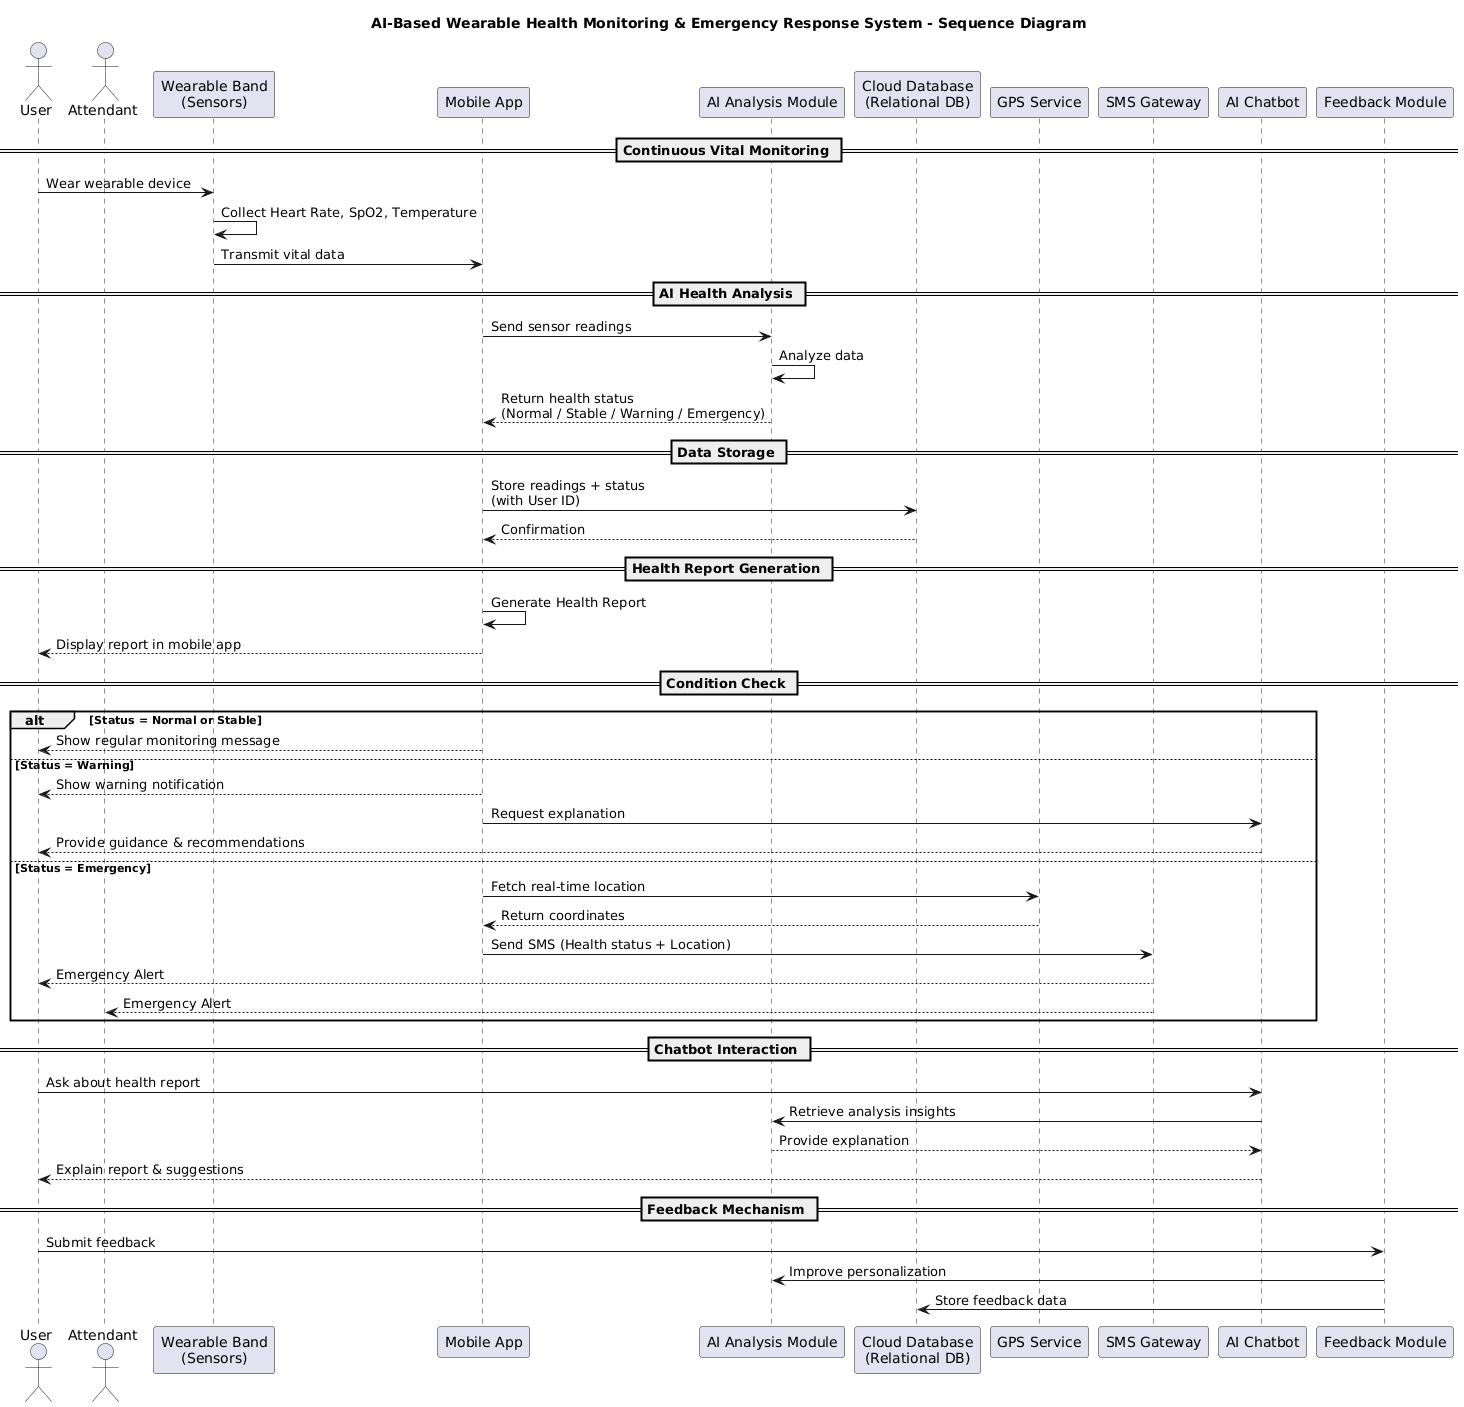 AI-Based Wearable Health Monitoring & Emergency Response System - Sequence Diagram
User
Attendant
Wearable Band
(Sensors)
Mobile App
AI Analysis Module
Cloud Database
(Relational DB)
GPS Service
SMS Gateway
AI Chatbot
Feedback Module
Continuous Vital Monitoring
Wear wearable device
Collect Heart Rate, SpO2, Temperature
Transmit vital data
AI Health Analysis
Send sensor readings
Analyze data
Return health status
(Normal / Stable / Warning / Emergency)
Data Storage
Store readings + status
(with User ID)
Confirmation
Health Report Generation
Generate Health Report
Display report in mobile app
Condition Check
alt [Status = Normal or Stable]
Show regular monitoring message
[Status = Warning]
Show warning notification
Request explanation
Provide guidance & recommendations
[Status = Emergency]
Fetch real-time location
Return coordinates
Send SMS (Health status + Location)
Emergency Alert
Emergency Alert
Chatbot Interaction
Ask about health report
Retrieve analysis insights
Provide explanation
Explain report & suggestions
Feedback Mechanism
Submit feedback
Improve personalization
Store feedback data
User
Attendant
Wearable Band
(Sensors)
Mobile App
AI Analysis Module
Cloud Database
(Relational DB)
GPS Service
SMS Gateway
AI Chatbot
Feedback Module